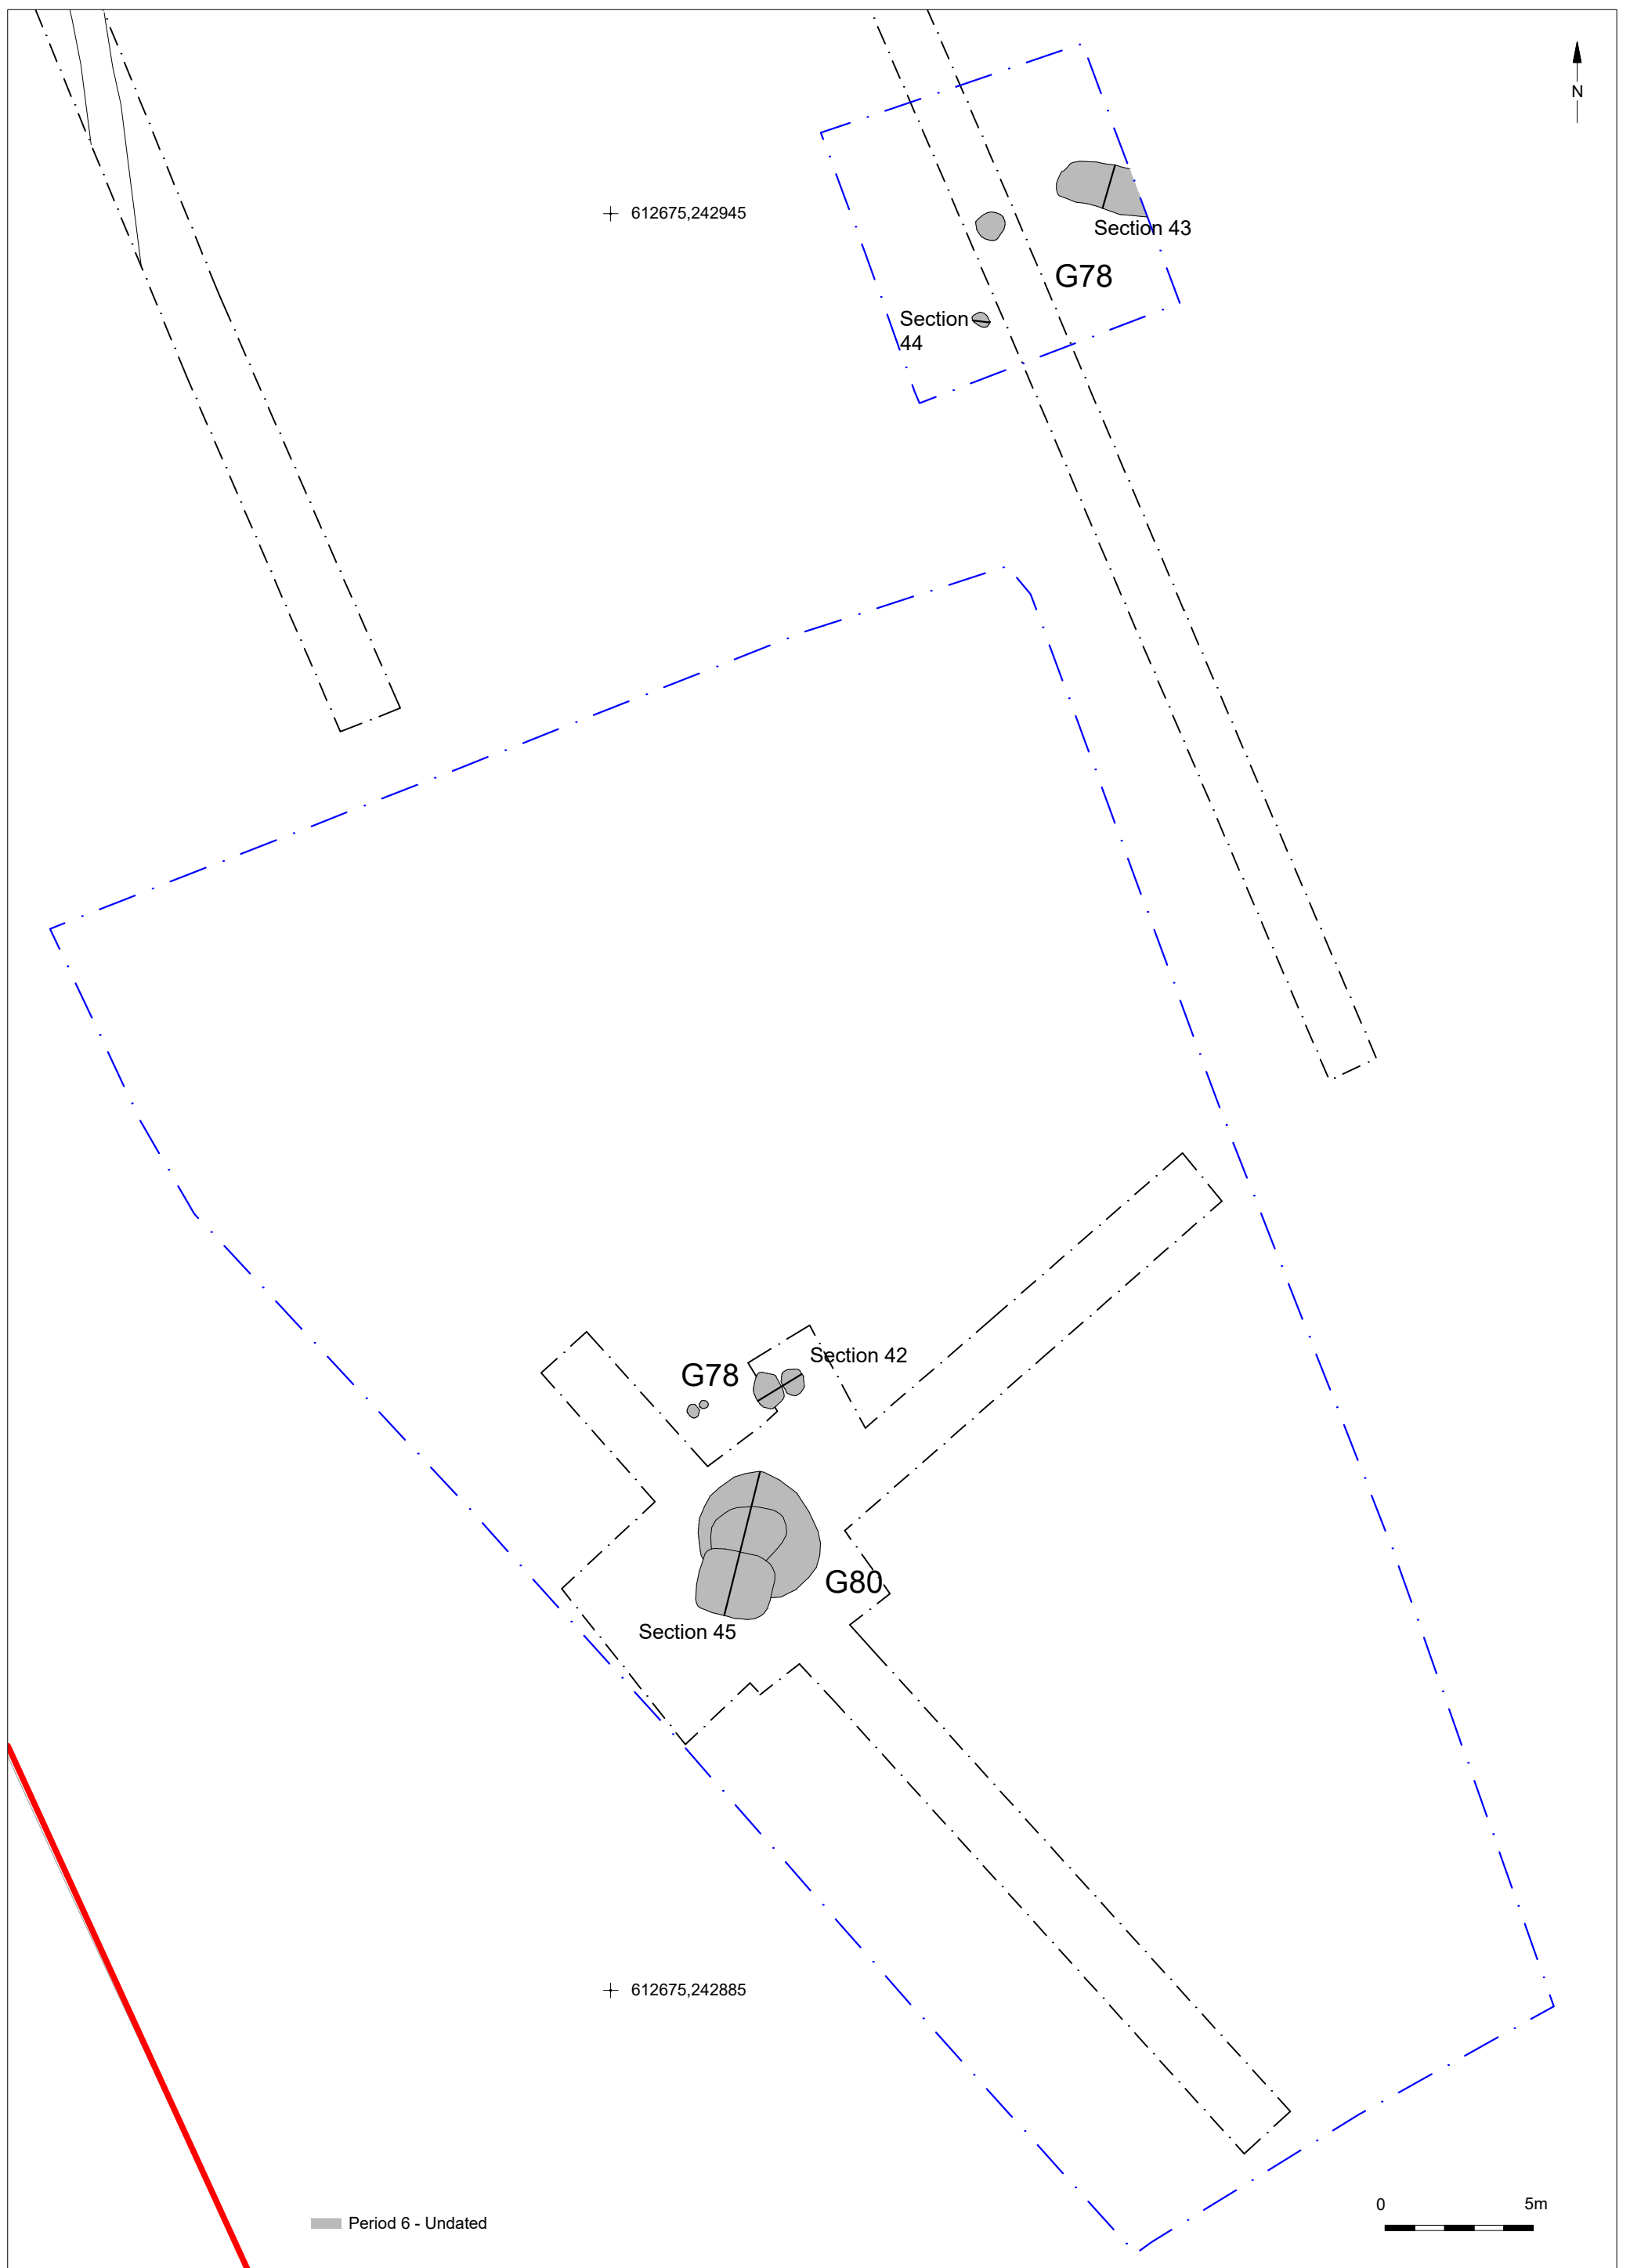 N
612675,242945
Section 43
G78
Section
44
Section 42
G78
G80
Section 45
612675,242885
0 5m
Period 6 - Undated